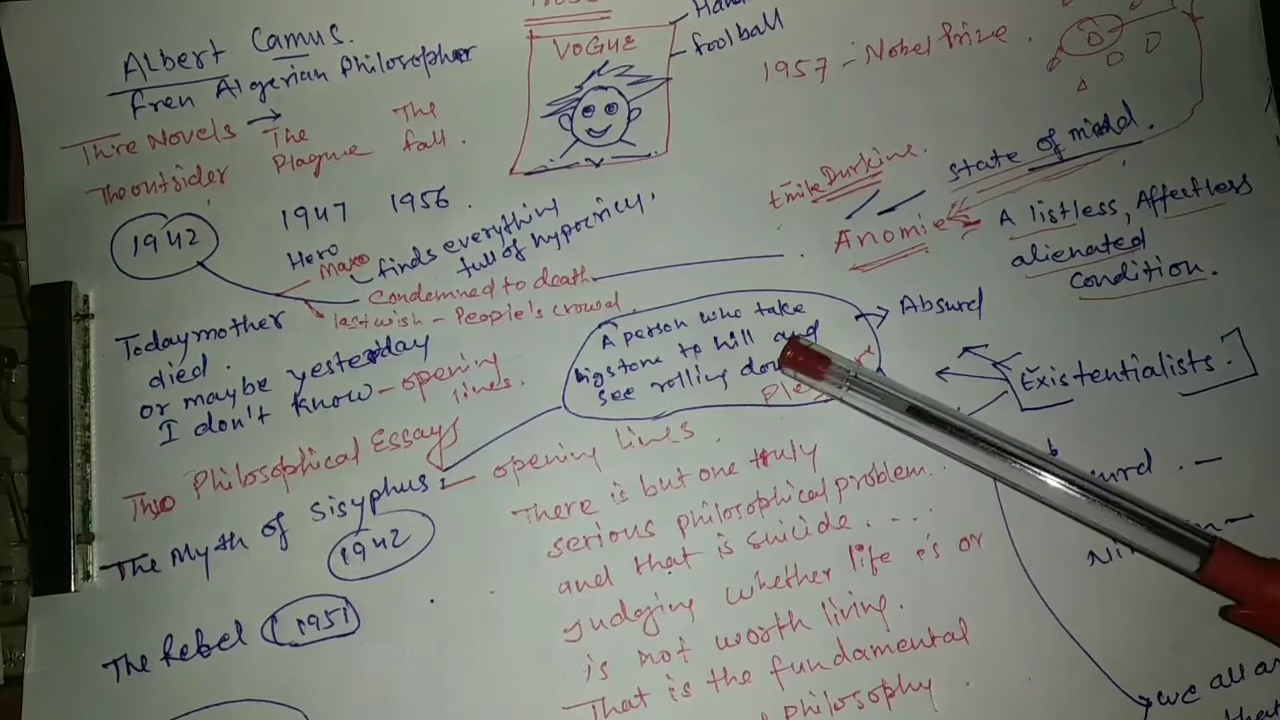 Albert Camus.
fren Algerian Philosopher
Thre Novels → The The
Theoutsider Plague fall.
1942 1947 1956.
VOGUE
foolball
1957 - Nobel Prize.
Hero
Maxo finds everything
full of hypocricy.
Condemned to death
last wish - People's crowd
Emile Durkine.
State of mind.
Anomie - A listless, Affectless
alienated
Condition.
Today mother
died.
or maybe yesterday
I don't know - opening
lines.
A person who take
bigstone to hill and
see rolling down
Absurd
Existentialists.
Two Philosophical Essays
The Myth of Sisyphus - opening lines.
1942
The Rebel (1951)
There is but one truly
serious philosophical problem.
and that is suicide....
Judging whether life is or
is not worth living.
That is the fundamental
Philosophy.
we all